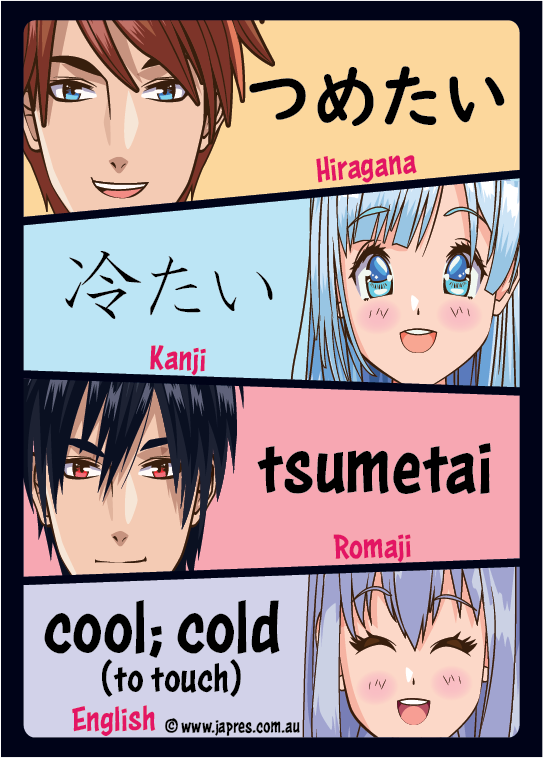 つめたい
Hiragana
冷たい
Kanji
tsumetai
Romaji
cool; cold
(to touch)
English © www.japres.com.au